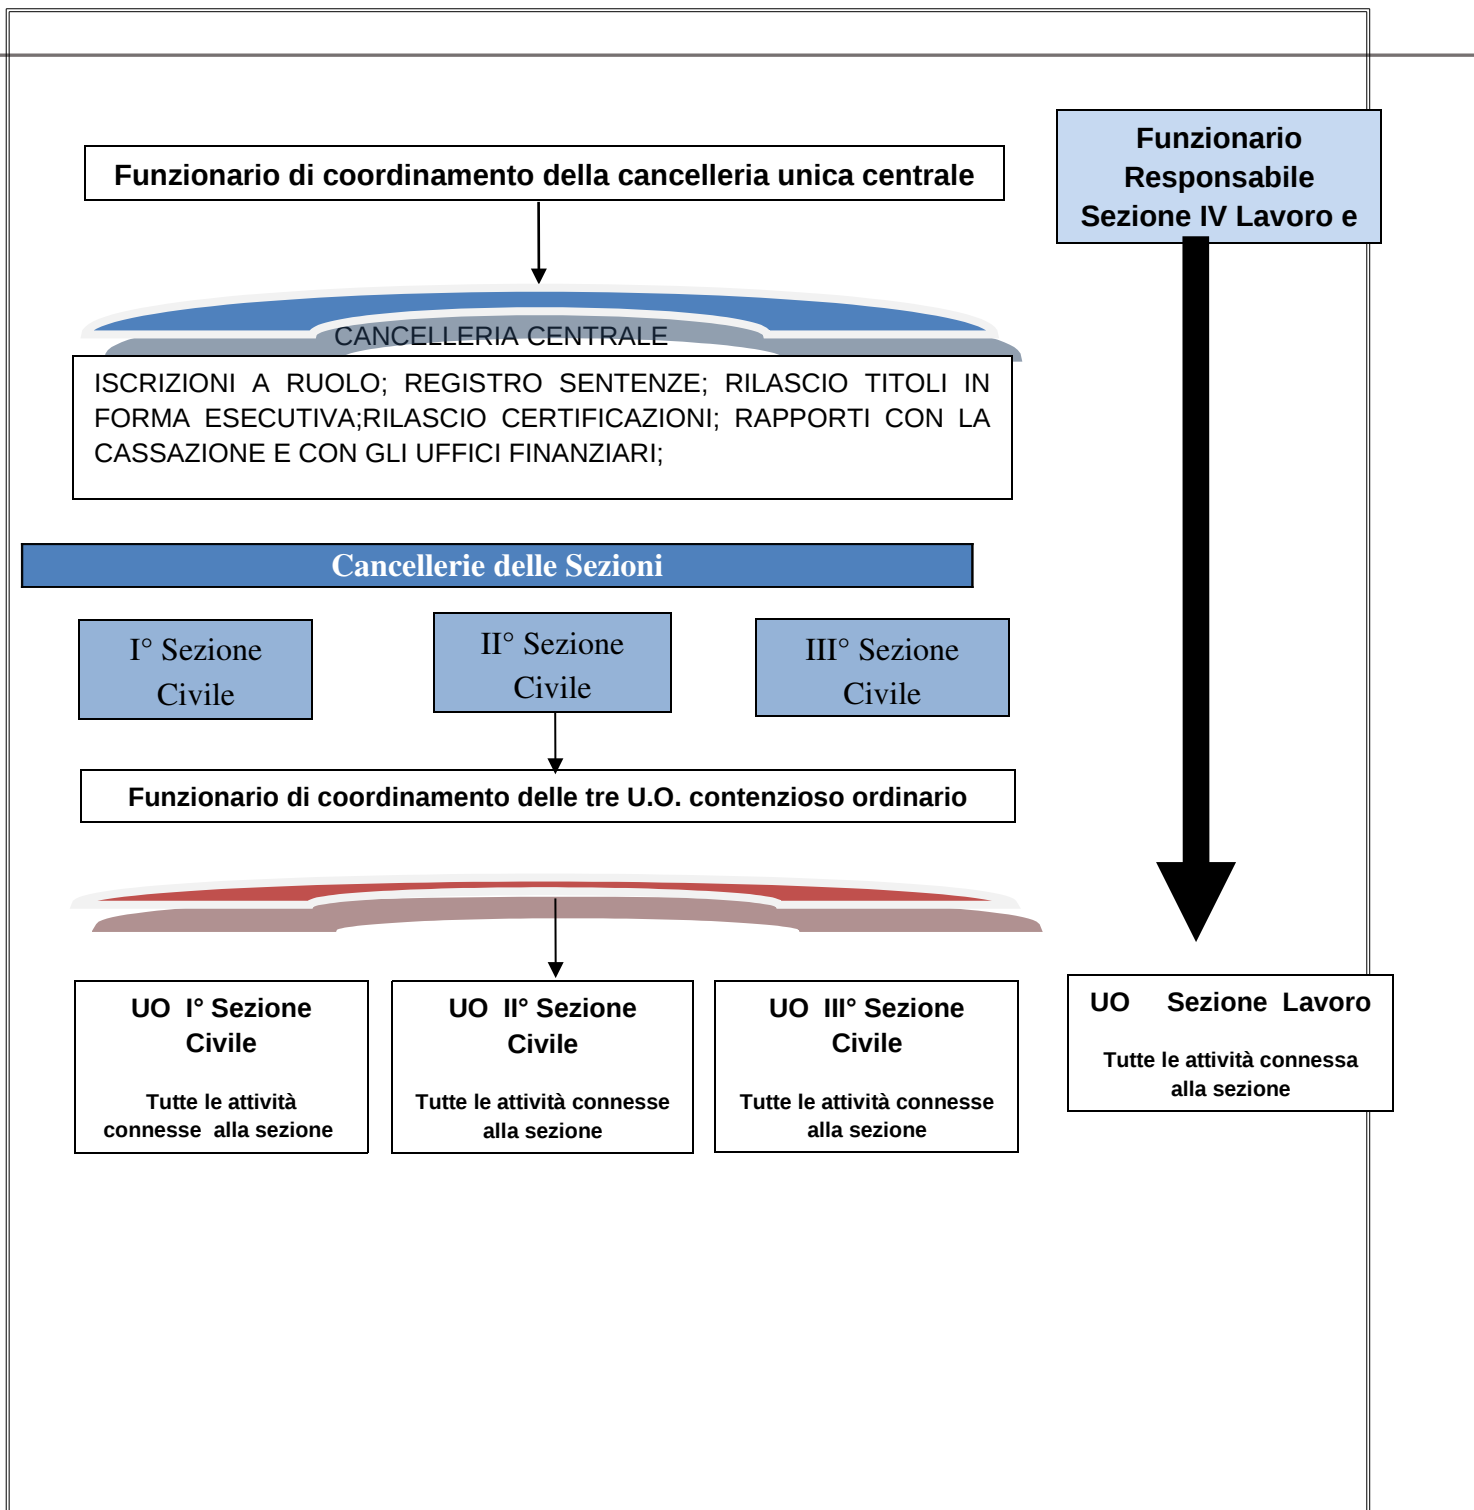 Funzionario di coordinamento della cancelleria unica centrale
Funzionario
Responsabile
Sezione IV Lavoro e
CANCELLERIA CENTRALE
ISCRIZIONI A RUOLO; REGISTRO SENTENZE; RILASCIO TITOLI IN
FORMA ESECUTIVA;RILASCIO CERTIFICAZIONI; RAPPORTI CON LA
CASSAZIONE E CON GLI UFFICI FINANZIARI;
Cancellerie delle Sezioni
I° Sezione
Civile
II° Sezione
Civile
III° Sezione
Civile
Funzionario di coordinamento delle tre U.O. contenzioso ordinario
UO I° Sezione
Civile
Tutte le attività
connesse alla sezione
UO II° Sezione
Civile
Tutte le attività connesse
alla sezione
UO III° Sezione
Civile
Tutte le attività connesse
alla sezione
UO Sezione Lavoro
Tutte le attività connessa
alla sezione